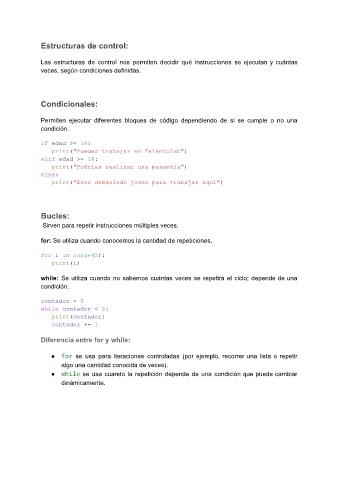 Estructuras de control:
Las estructuras de control nos permiten decidir qué instrucciones se ejecutan y cuántas
veces, según condiciones definidas.
Condicionales:
Permiten ejecutar diferentes bloques de código dependiendo de si se cumple o no una
condición.
if edad >= 18:
print("Puedes trabajar en Talentolab")
elif edad >= 16:
print("Podrías realizar una pasantía")
else:
print("Eres demasiado joven para trabajar aquí")
Bucles:
Sirven para repetir instrucciones múltiples veces.
for: Se utiliza cuando conocemos la cantidad de repeticiones.
for i in range(5):
print(i)
while: Se utiliza cuando no sabemos cuántas veces se repetirá el ciclo; depende de una
condición.
contador = 0
while contador < 5:
print(contador)
contador += 1
Diferencia entre for y while:
● for se usa para iteraciones controladas (por ejemplo, recorrer una lista o repetir
algo una cantidad conocida de veces).
● while se usa cuando la repetición depende de una condición que puede cambiar
dinámicamente.